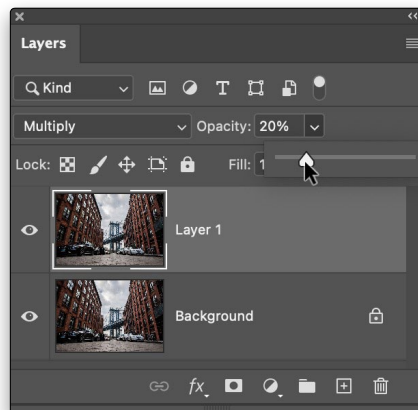 Layers
Kind
Multiply Opacity: 20%
Lock: Fill: 1
Layer 1
Background
fx